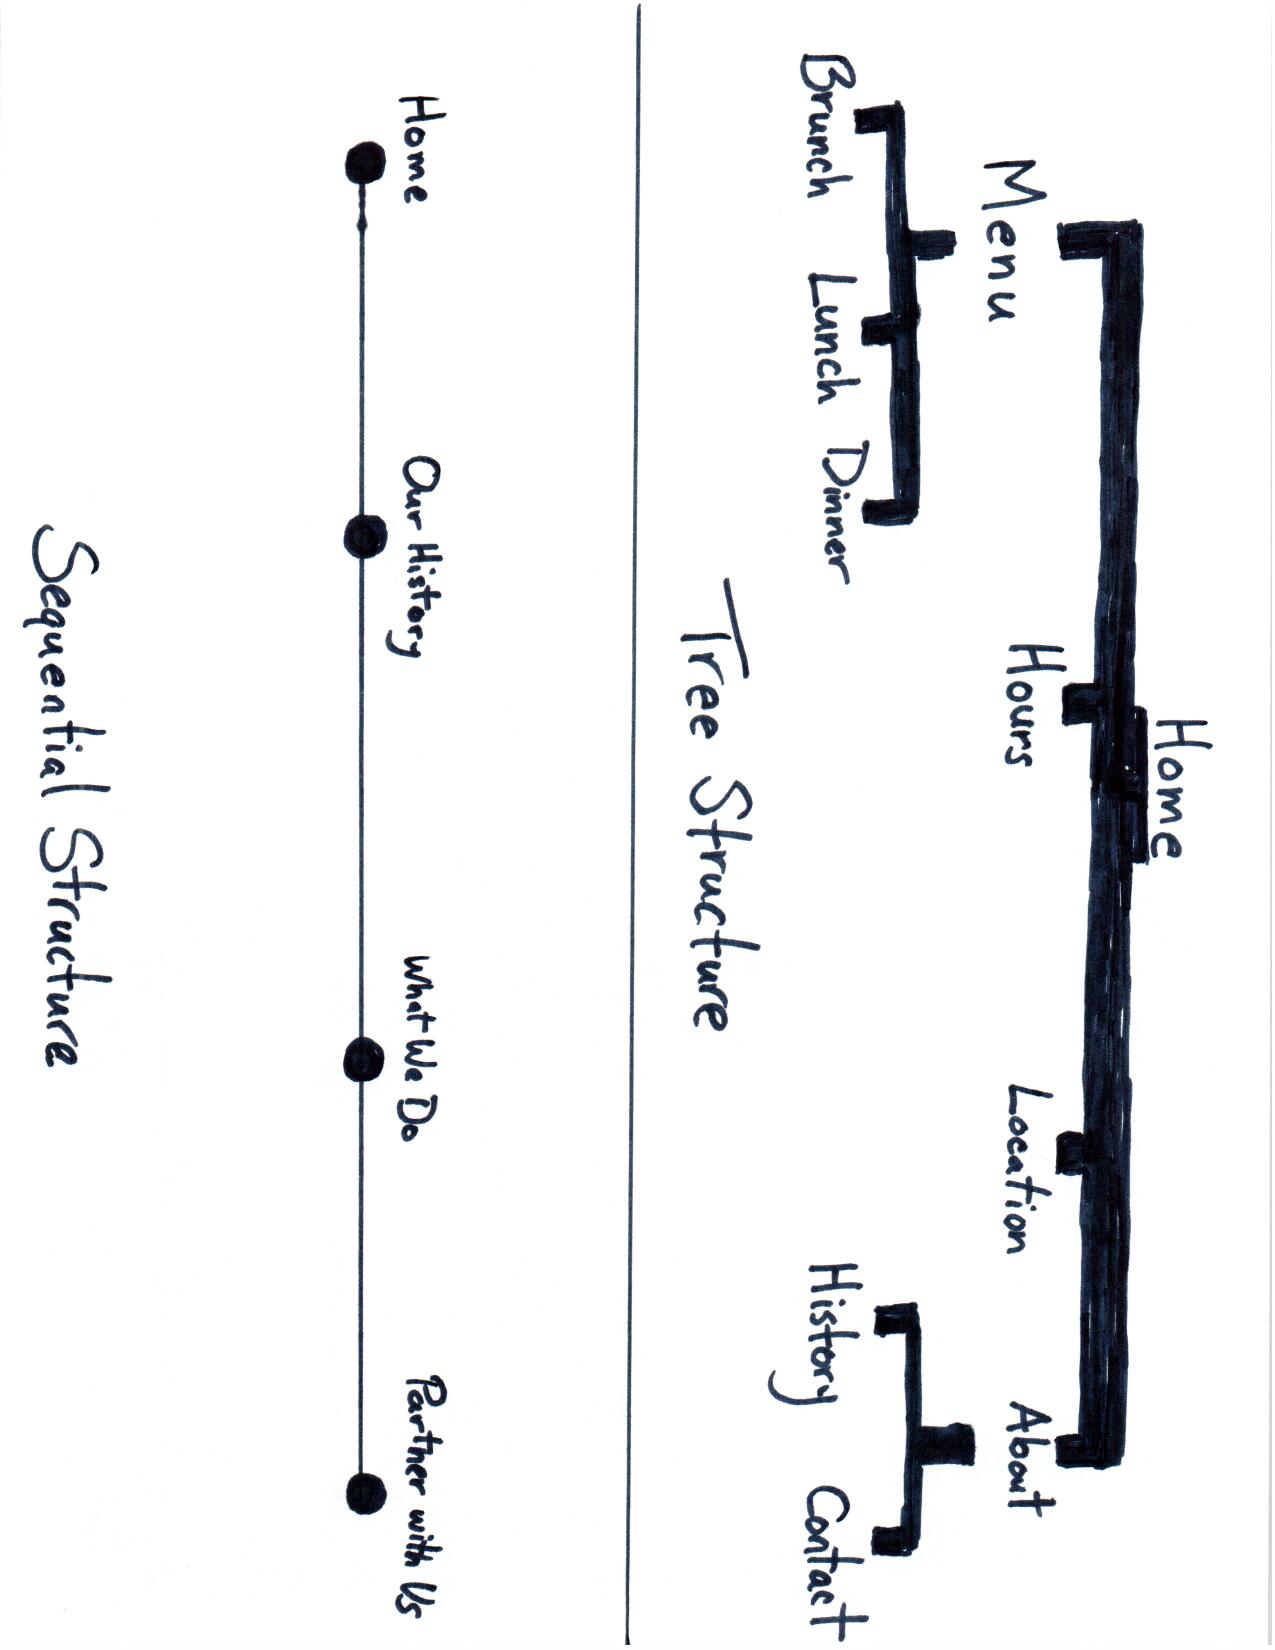 Home
Menu Hours Location About
Brunch Lunch Dinner History Contact
Tree Structure
Home Our History What We Do Partner with Us
Sequential Structure